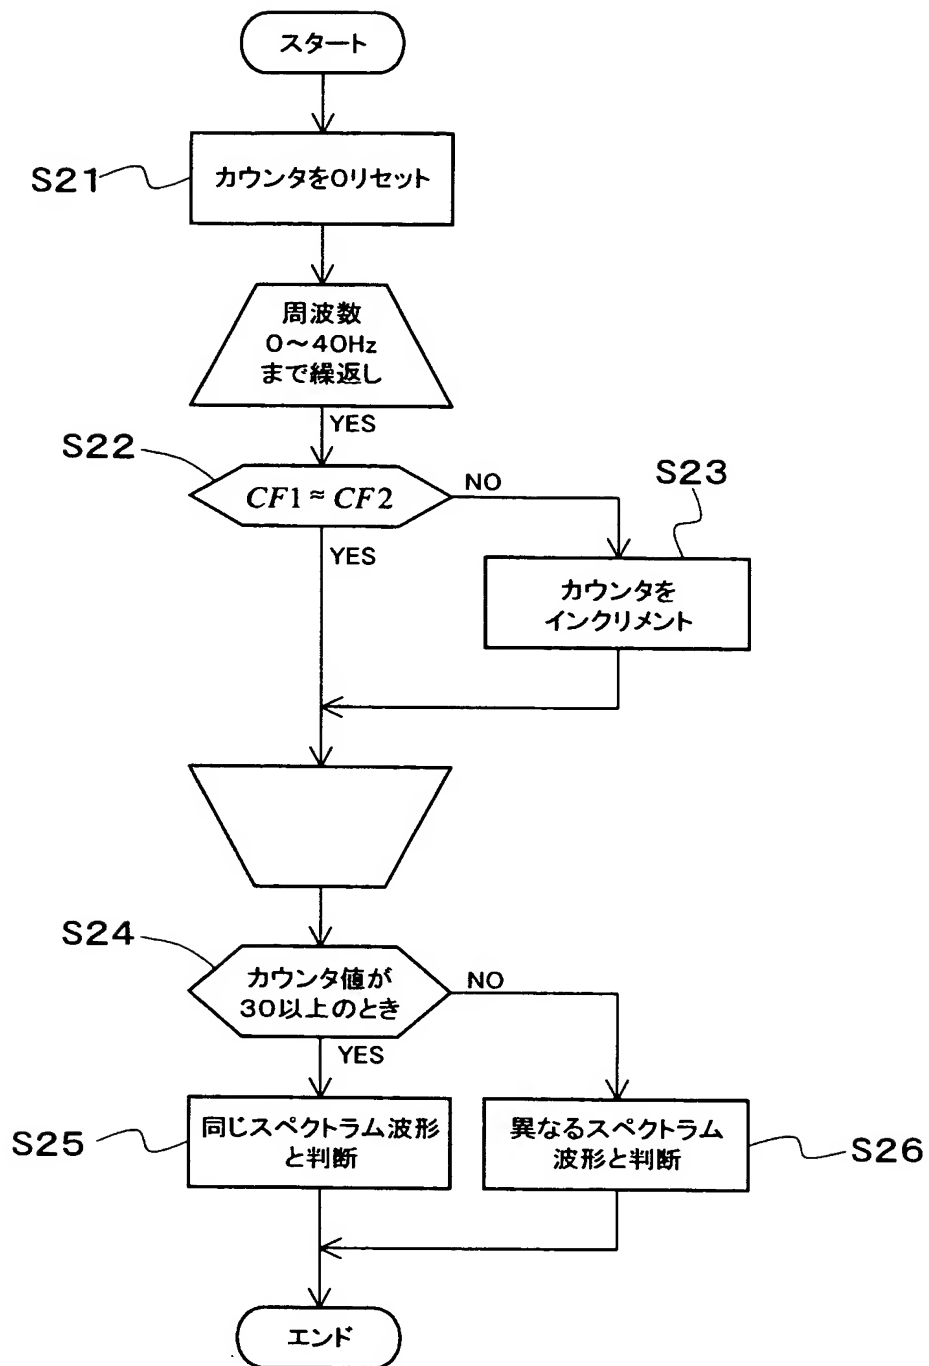 スタート
S21
カウンタを0リセット
周波数
0〜40Hz
まで繰返し
YES
S22
CF1≈CF2
NO
S23
YES
カウンタを
インクリメント
S24
カウンタ値が
30以上のとき
NO
YES
S25
同じスペクトラム波形
と判断
異なるスペクトラム
波形と判断
S26
エンド